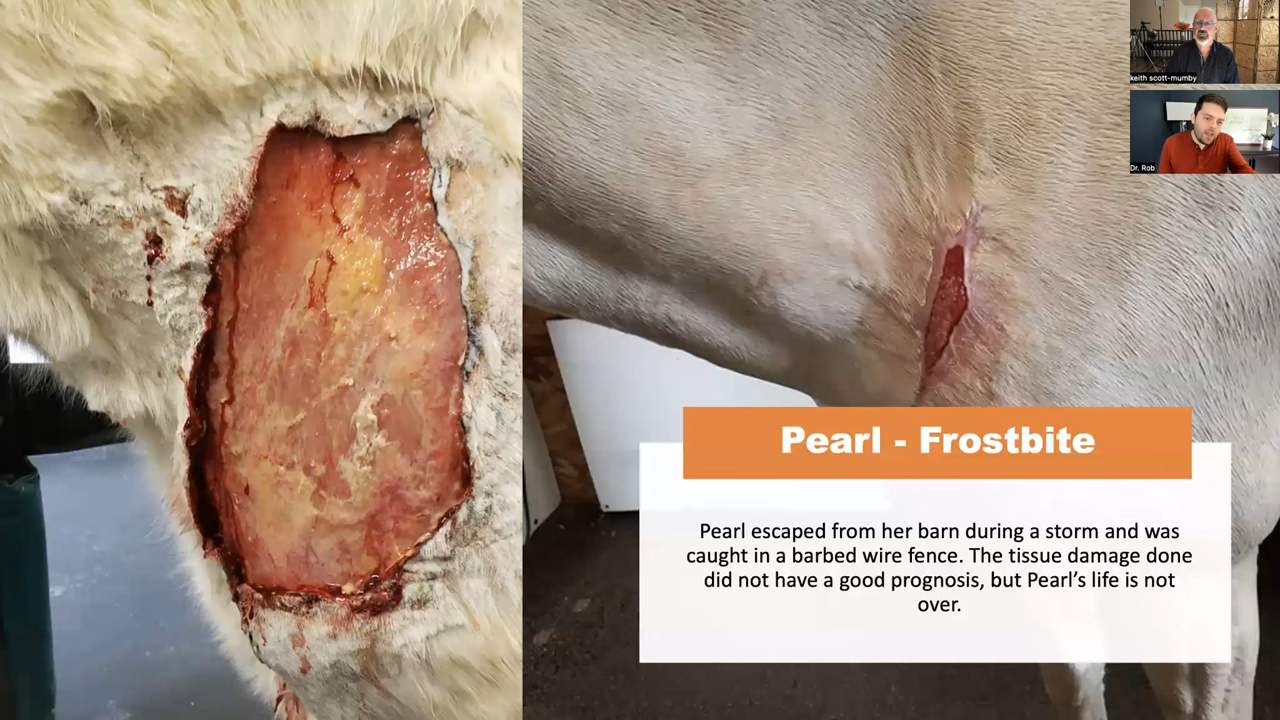 keith scott-mumby
Dr. Rob
Pearl - Frostbite
Pearl escaped from her barn during a storm and was
caught in a barbed wire fence. The tissue damage done
did not have a good prognosis, but Pearl’s life is not
over.